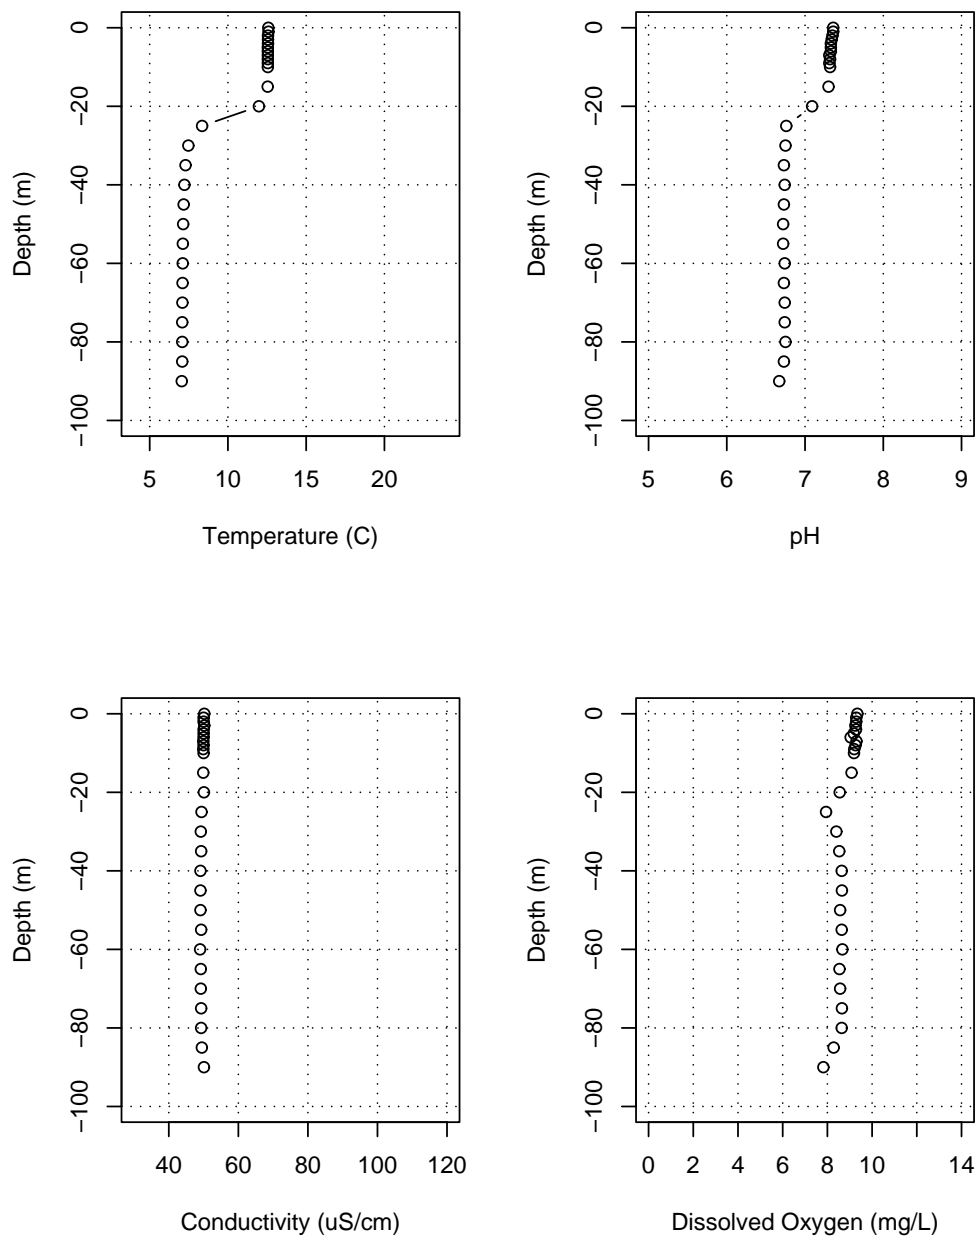 0
−20
−40
−60
−80
−100
Depth (m)
5 10 15 20
Temperature (C)
0
−20
−40
−60
−80
−100
Depth (m)
5 6 7 8 9
pH
0
−20
−40
−60
−80
−100
Depth (m)
40 60 80 100 120
Conductivity (uS/cm)
0
−20
−40
−60
−80
−100
Depth (m)
0 2 4 6 8 10 14
Dissolved Oxygen (mg/L)